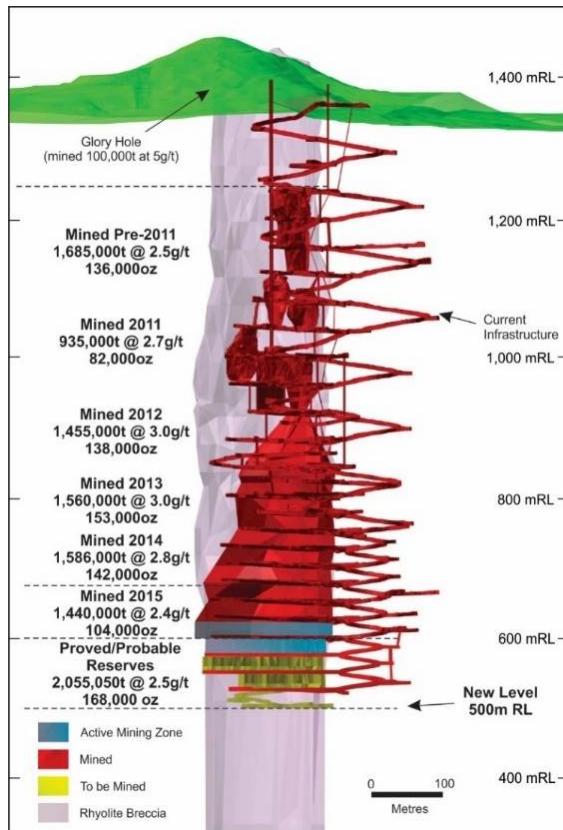 1,400 mRL
Glory Hole
(mined 100,000t at 5g/t)
1,200 mRL
Mined Pre-2011
1,685,000t @ 2.5g/t
136,000oz
Current
Infrastructure
Mined 2011
935,000t @ 2.7g/t
82,000oz
1,000 mRL
Mined 2012
1,455,000t @ 3.0g/t
138,000oz
Mined 2013
1,560,000t @ 3.0g/t
153,000oz
800 mRL
Mined 2014
1,586,000t @ 2.8g/t
142,000oz
Mined 2015
1,440,000t @ 2.4g/t
104,000oz
600 mRL
Proved/Probable
Reserves
2,055,050t @ 2.5g/t
168,000 oz
New Level
500m RL
Active Mining Zone
Mined
To be Mined
Rhyolite Breccia
0 100
Metres
400 mRL